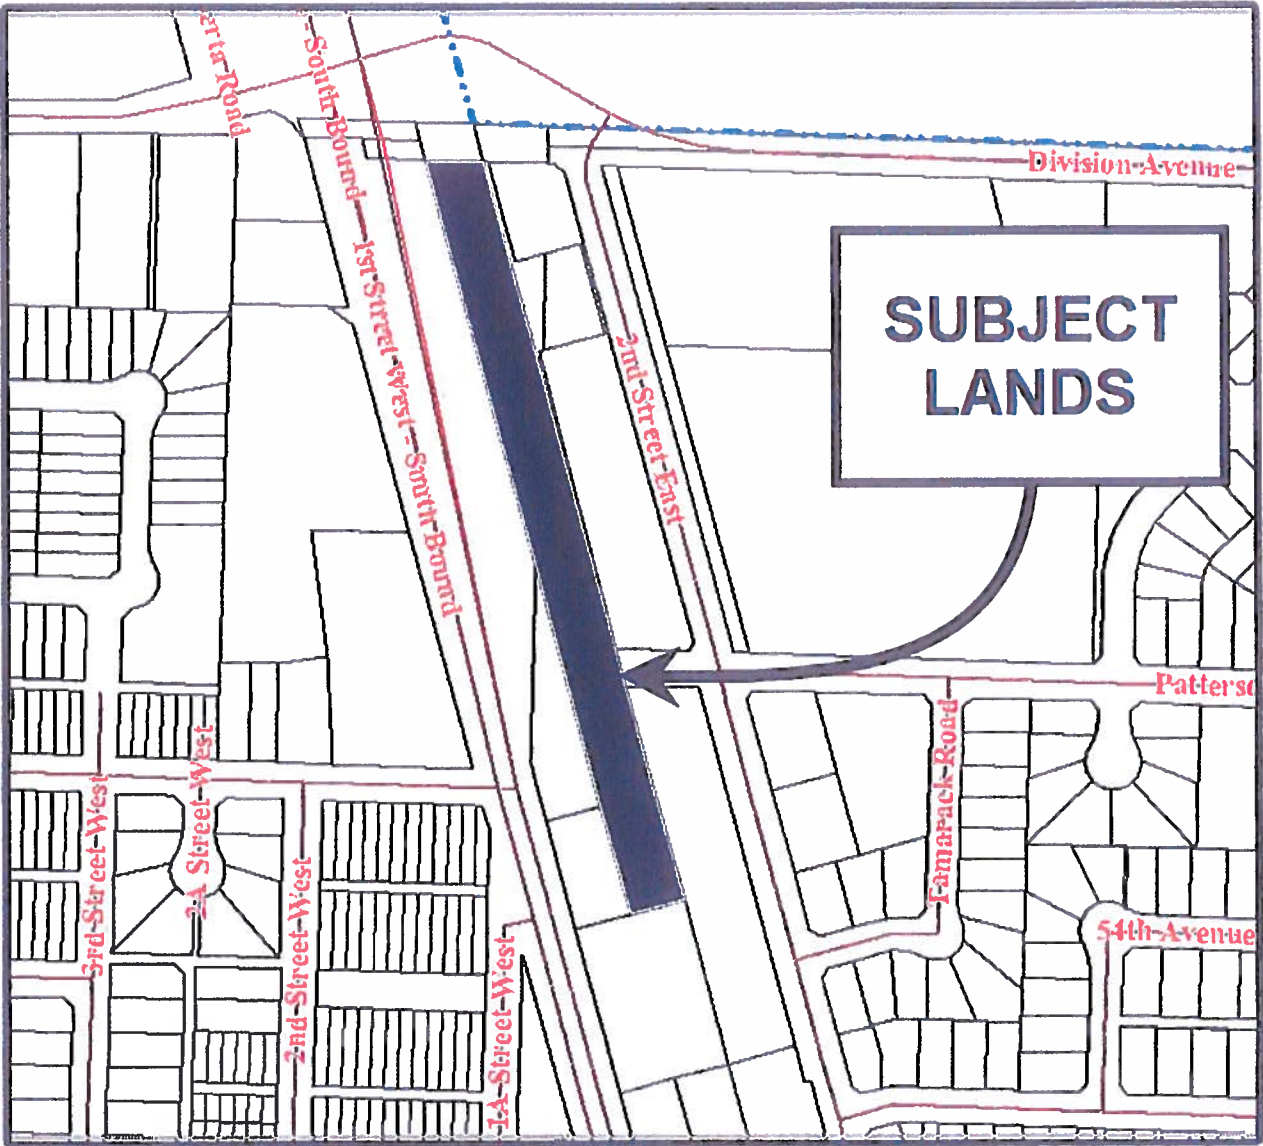 South Bound
Division Avenue
1st Street West - South Bound
SUBJECT
LANDS
2nd Street East
Patterso
2A Street West
Tamarack Road
3rd Street West
2nd Street West
54th Avenue
1A Street West